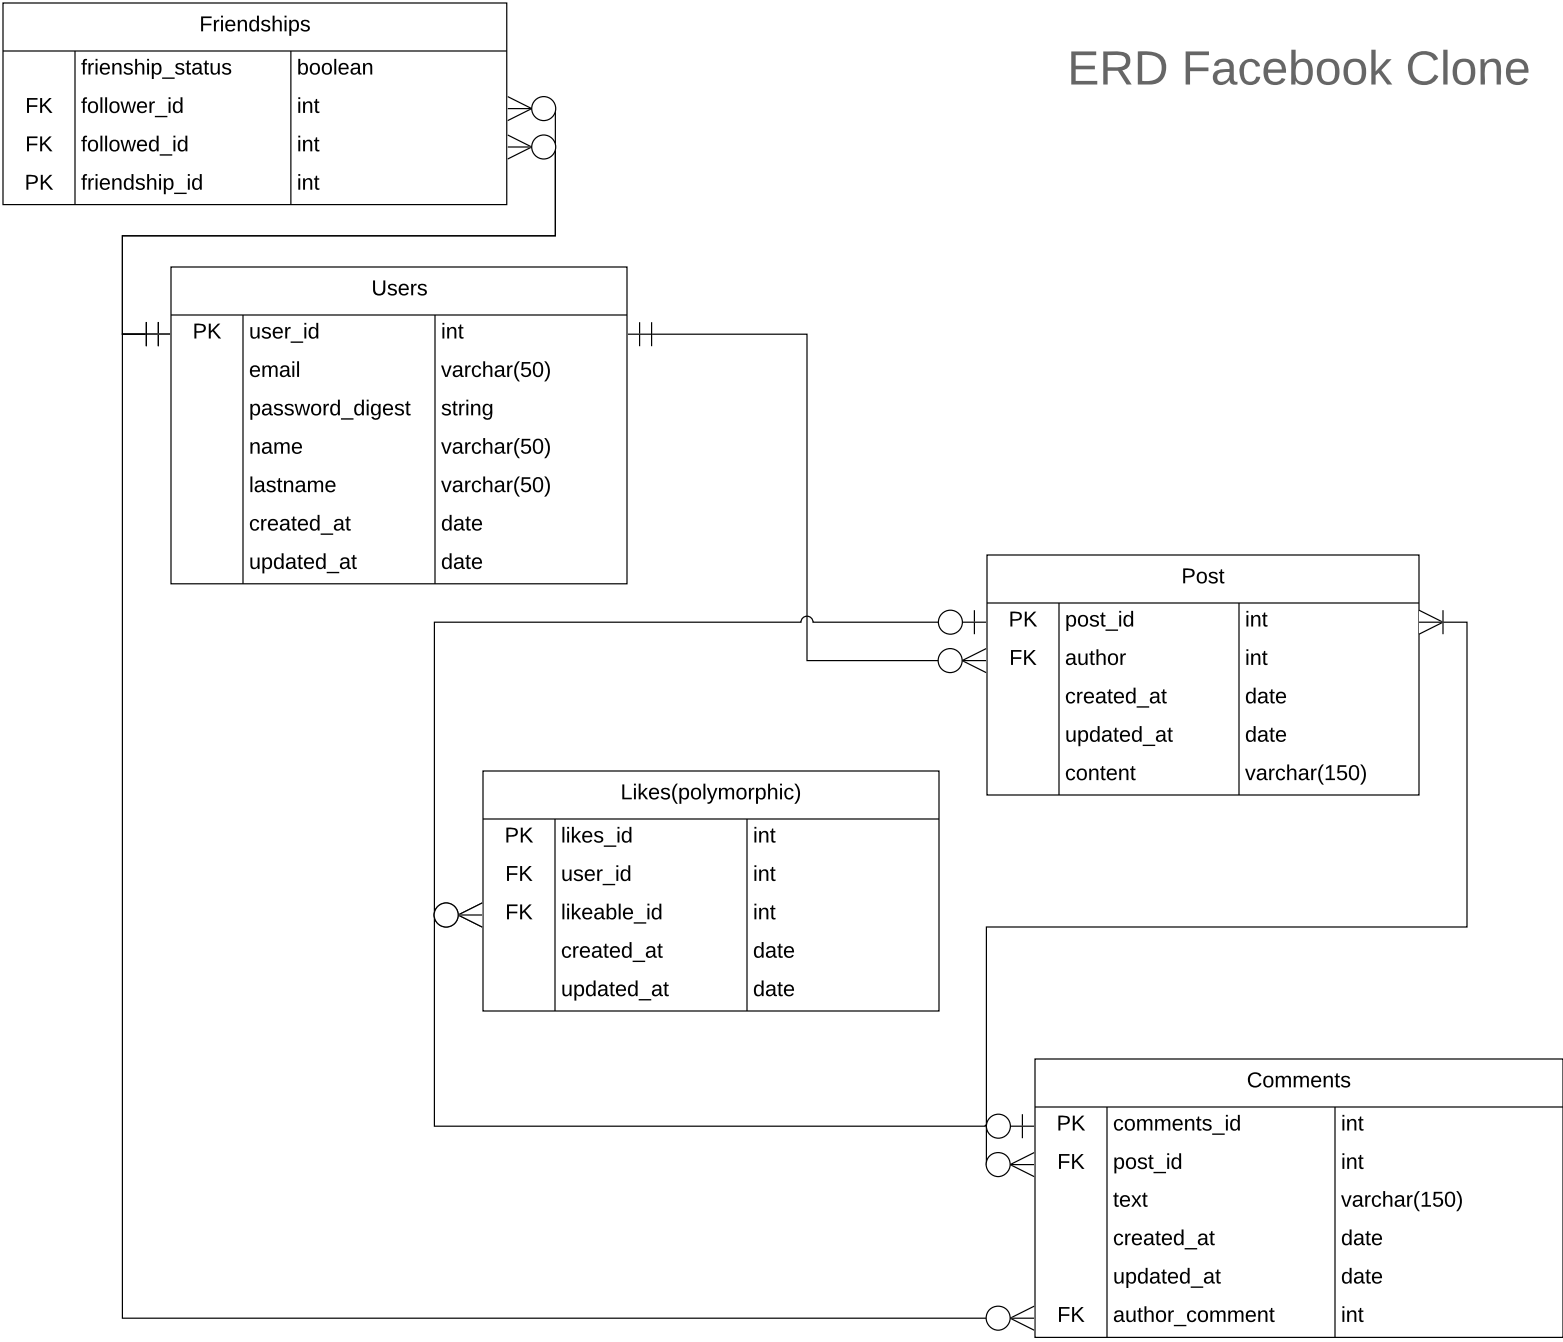 ERD Facebook Clone
Friendships
frienship_status boolean
FK follower_id int
FK followed_id int
PK friendship_id int
Users
PK user_id int
email varchar(50)
password_digest string
name varchar(50)
lastname varchar(50)
created_at date
updated_at date
Post
PK post_id int
FK author int
created_at date
updated_at date
content varchar(150)
Likes(polymorphic)
PK likes_id int
FK user_id int
FK likeable_id int
created_at date
updated_at date
Comments
PK comments_id int
FK post_id int
text varchar(150)
created_at date
updated_at date
FK author_comment int